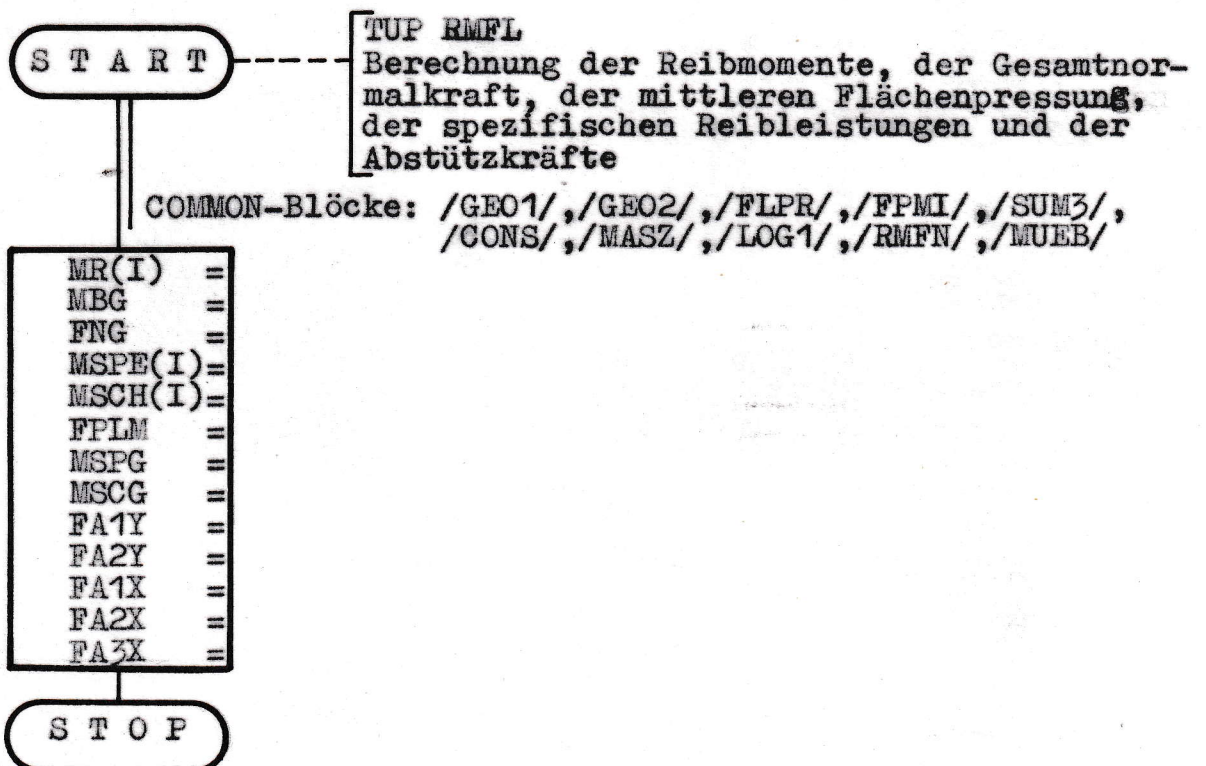 S T A R T
TUP RMFL
Berechnung der Reibmomente, der Gesamtnor-
malkraft, der mittleren Flächenpressung,
der spezifischen Reibleistungen und der
Abstützkräfte
COMMON-Blöcke: /GEO1/,/GEO2/,/FLPR/,/FPMI/,/SUM3/,
/CONS/,/MASZ/,/LOG1/,/RMFN/,/MUEB/
MR(I) =
MBG =
FNG =
MSPE(I)=
MSCH(I)=
FPLM =
MSPG =
MSCG =
FA1Y =
FA2Y =
FA1X =
FA2X =
FA3X =
S T O P